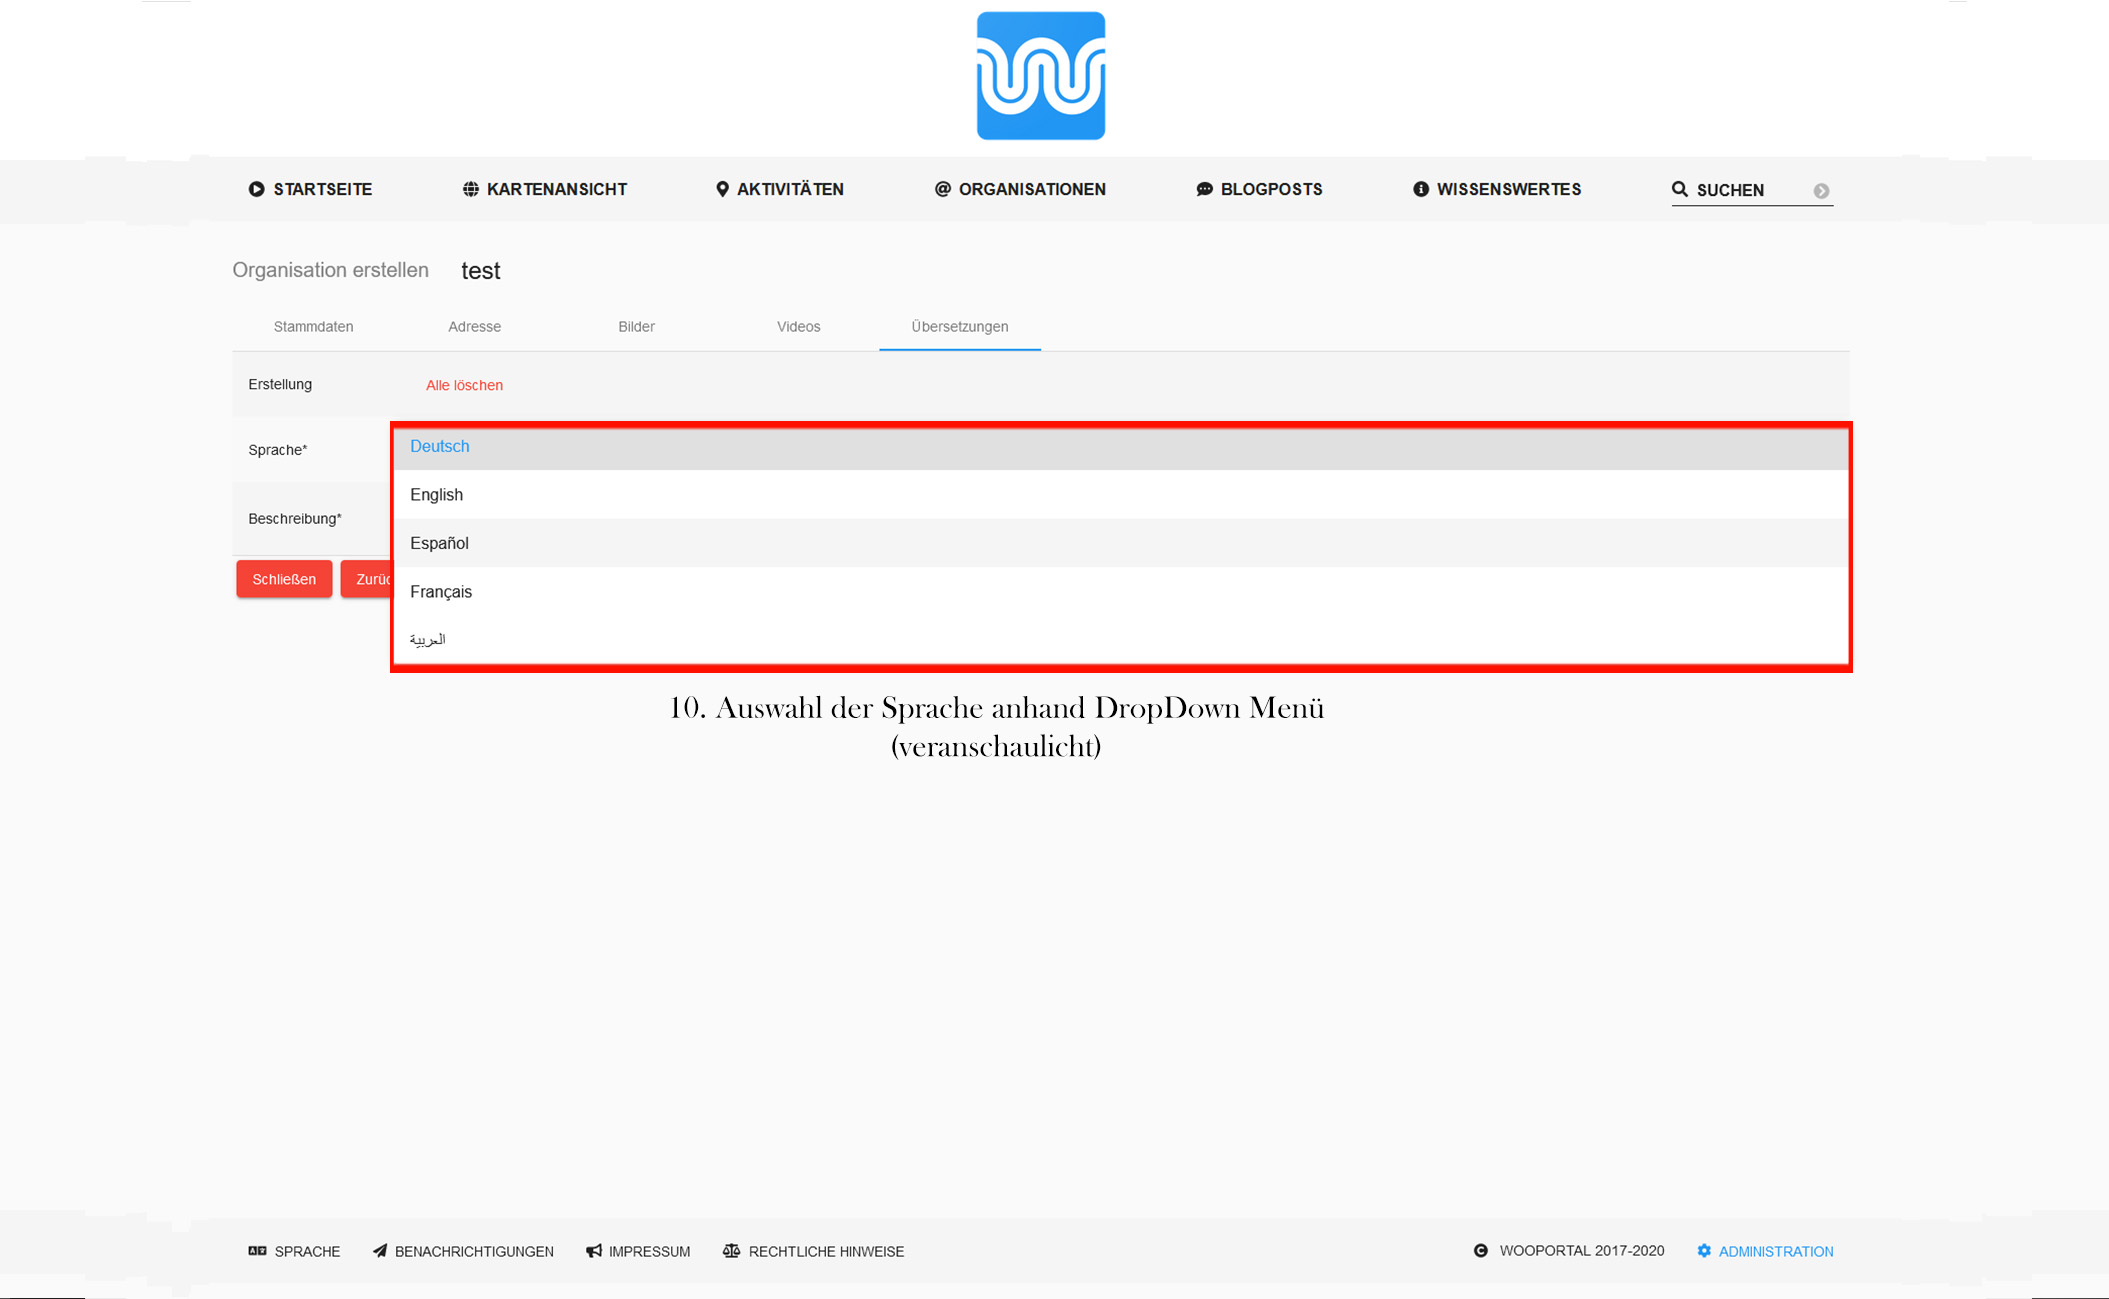 STARTSEITE KARTENANSICHT AKTIVITÄTEN @ ORGANISATIONEN BLOGPOSTS WISSENSWERTES SUCHEN
Organisation erstellen test
Stammdaten Adresse Bilder Videos Übersetzungen
Erstellung Alle löschen
Sprache*
Deutsch
English
Beschreibung*
Español
Schließen Zurüc
Français
العربية
10. Auswahl der Sprache anhand DropDown Menü
(veranschaulicht)
SPRACHE BENACHRICHTIGUNGEN IMPRESSUM RECHTLICHE HINWEISE WOOPORTAL 2017-2020 ADMINISTRATION